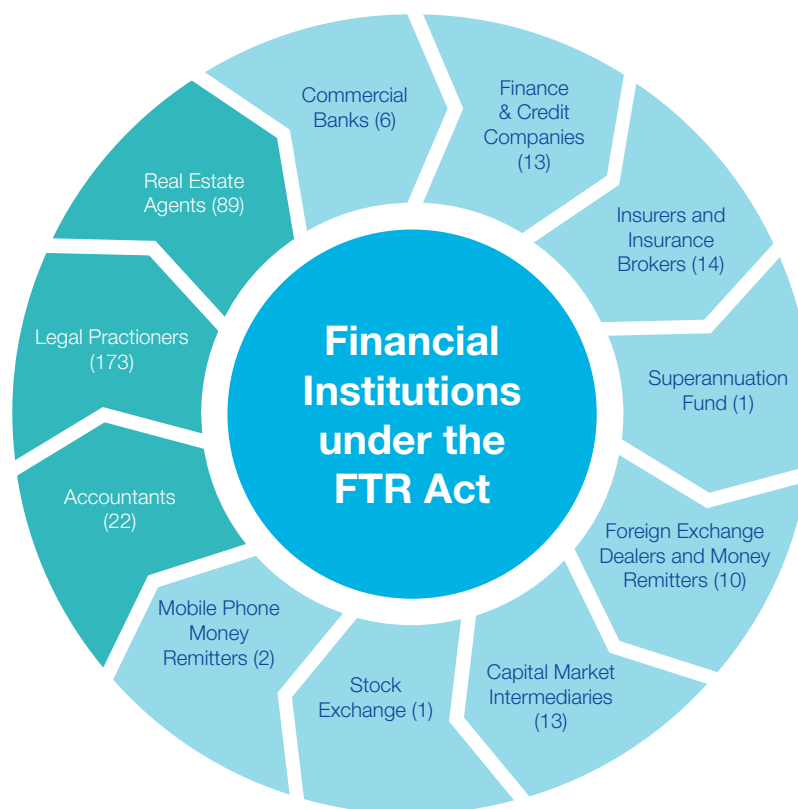 Commercial
Banks (6)
Finance
& Credit
Companies
(13)
Insurers and
Insurance
Brokers (14)
Superannuation
Fund (1)
Foreign Exchange
Dealers and Money
Remitters (10)
Capital Market
Intermediaries
(13)
Stock
Exchange (1)
Mobile Phone
Money
Remitters (2)
Accountants
(22)
Legal Practioners
(173)
Real Estate
Agents (89)
Financial
Institutions
under the
FTR Act